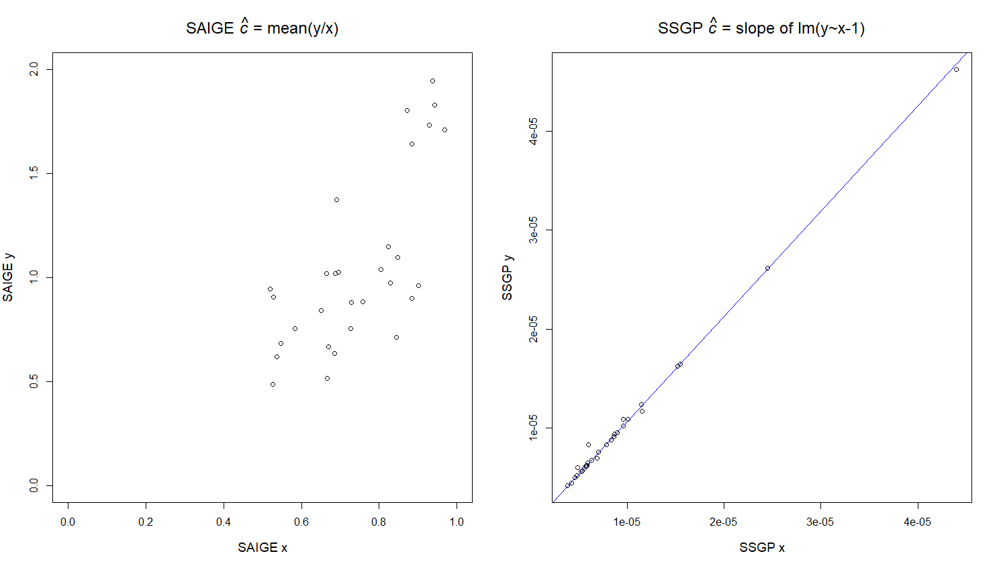 SAIGE ĉ = mean(y/x)
SAIGE y
2.0
1.5
1.0
0.5
0.0
0.0 0.2 0.4 0.6 0.8 1.0
SAIGE x
SSGP ĉ = slope of lm(y~x-1)
SSGP y
4e-05
3e-05
2e-05
1e-05
1e-05 2e-05 3e-05 4e-05
SSGP x